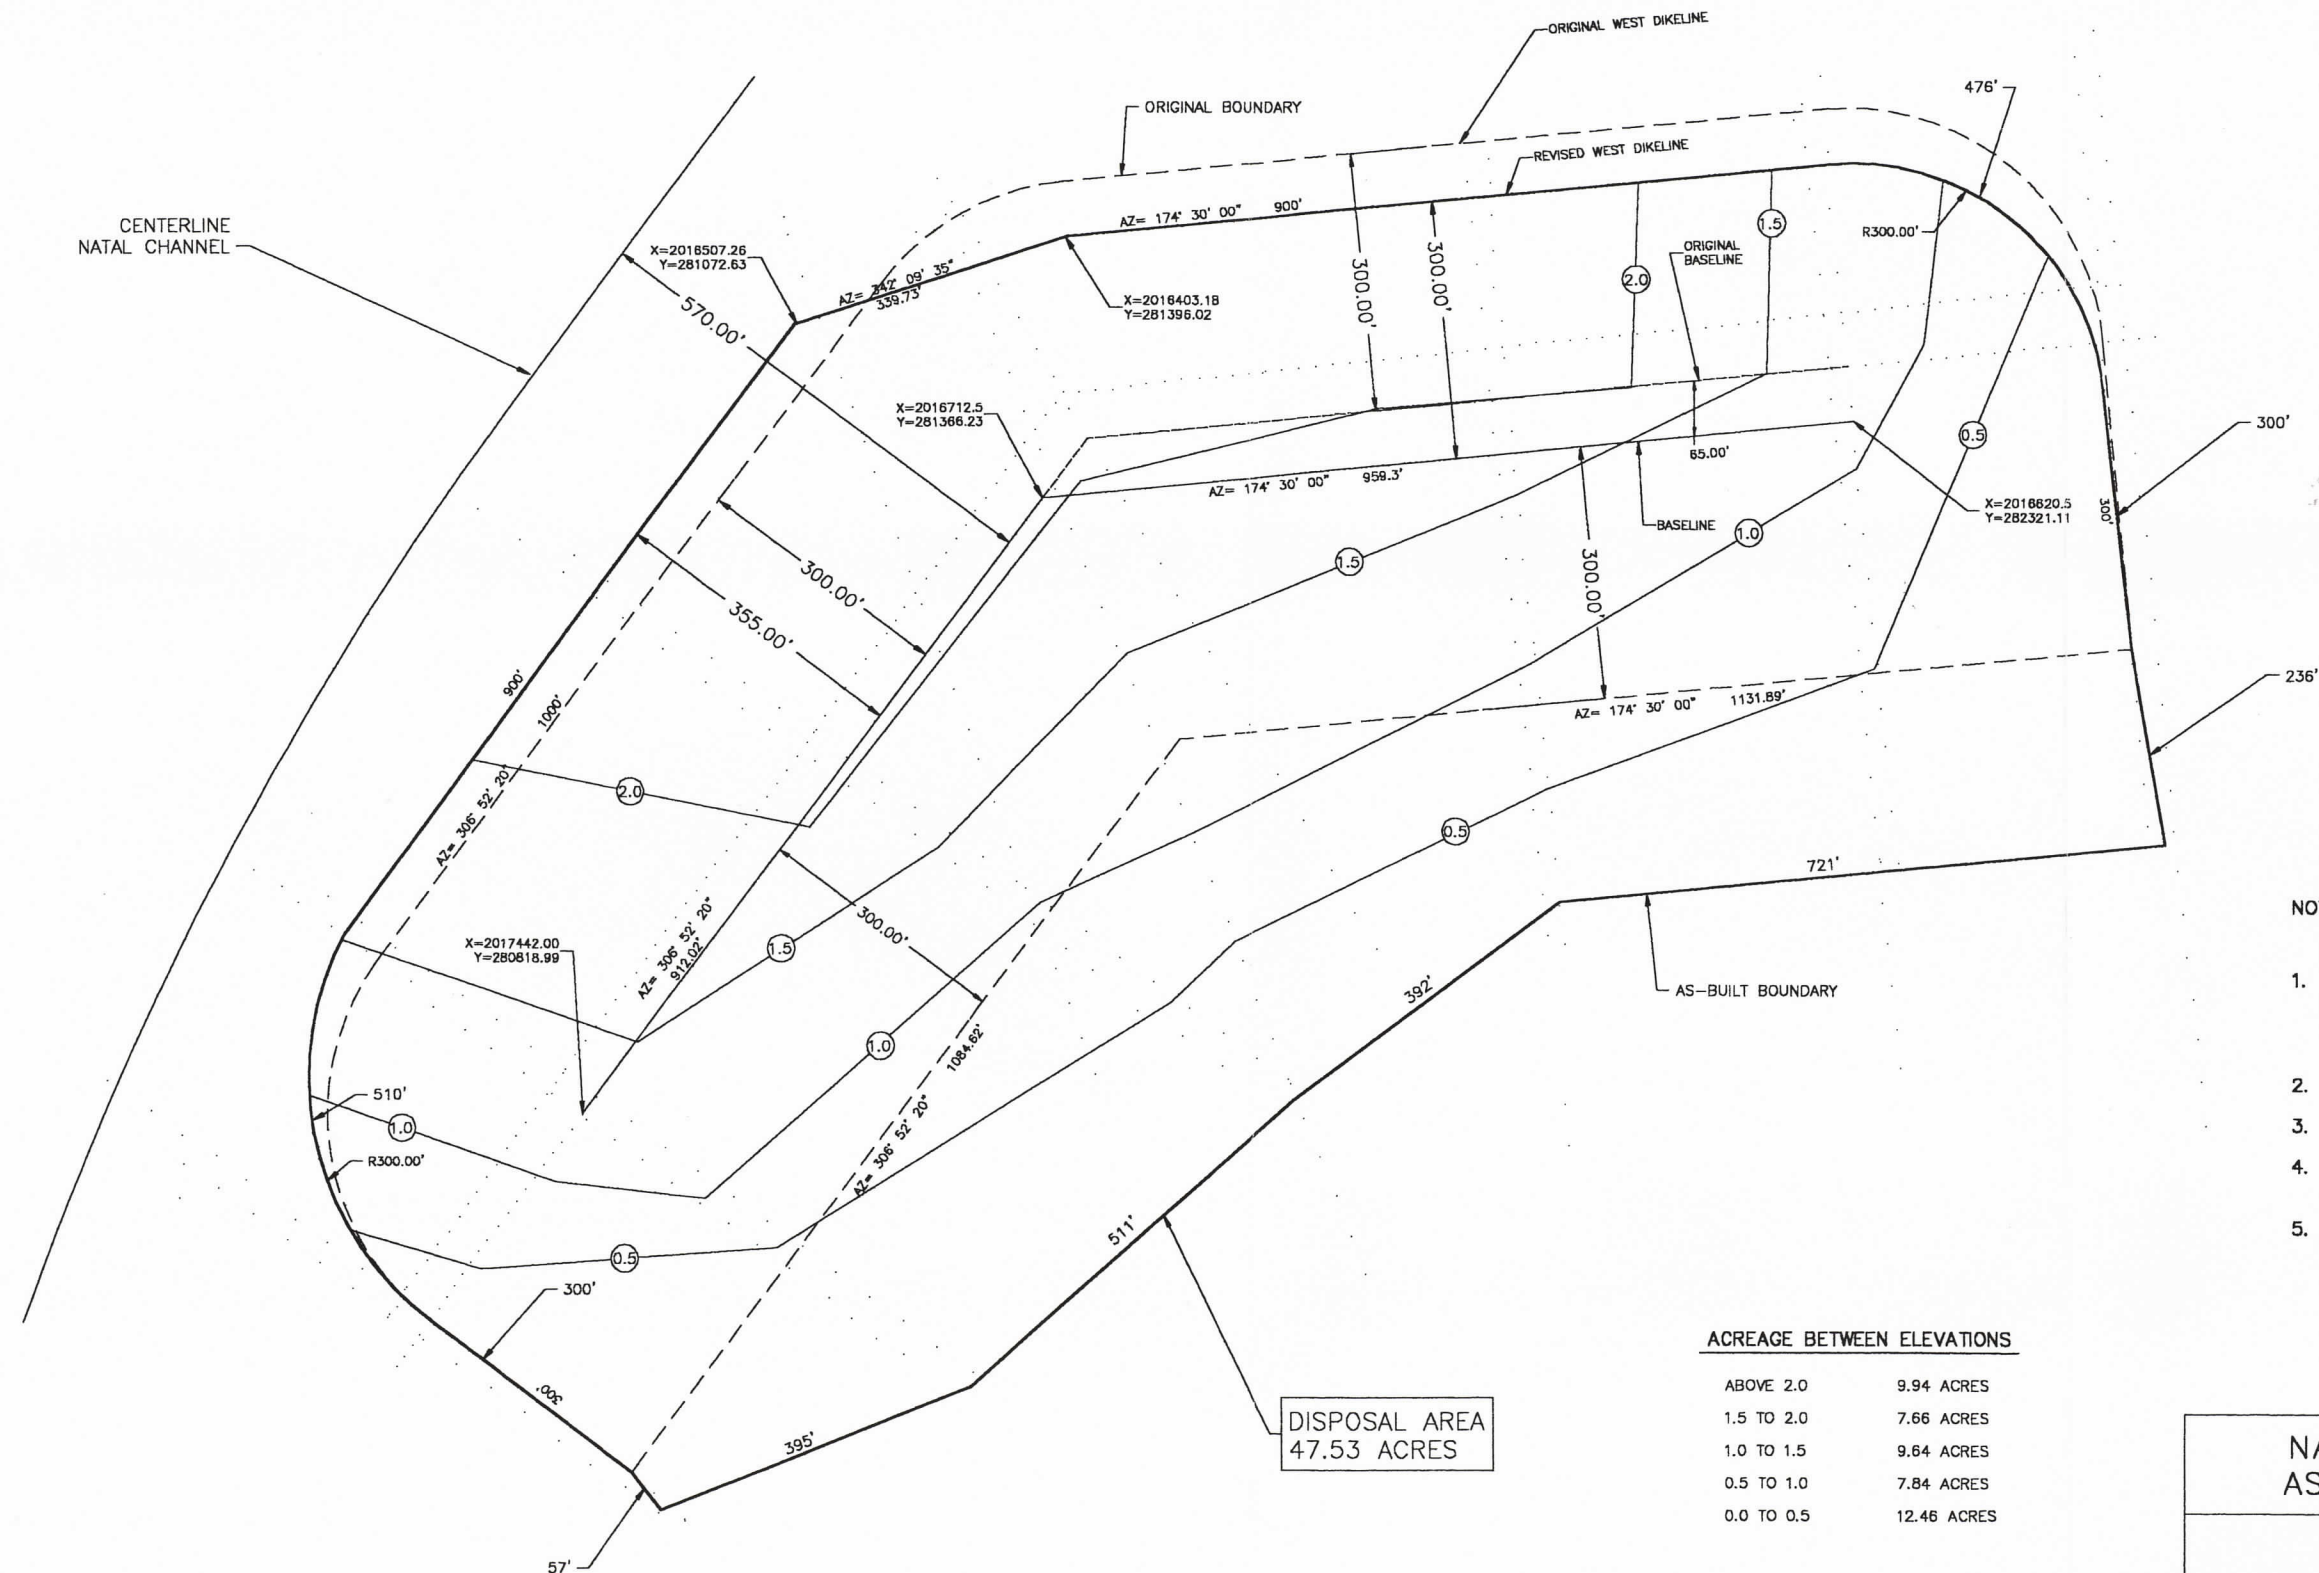 ORIGINAL WEST DIKELINE
ORIGINAL BOUNDARY
476'
REVISED WEST DIKELINE
CENTERLINE
NATAL CHANNEL
X=2016507.26
Y=281072.63
AZ= 174° 30' 00" 900'
R300.00'
ORIGINAL
BASELINE
1.5
2.0
300.00'
300.00'
570.00'
AZ= 342° 09' 35"
339.73'
X=2016403.18
Y=281396.02
X=2016712.5
Y=281366.23
65.00'
0.5
300'
AZ= 174° 30' 00" 959.3'
X=2016620.5
Y=282321.11
300'
BASELINE
1.0
1.5
300.00'
300.00'
355.00'
236'
900'
1000'
AZ= 174° 30' 00" 1131.89'
2.0
AZ= 306° 52' 20"
0.5
721'
NO
300.00'
X=2017442.00
Y=280818.99
AZ= 306° 52' 20"
912.02'
1.5
392'
AS-BUILT BOUNDARY
1.
1.0
1084.62'
510'
1.0
2.
AZ= 306° 52' 20"
3.
R300.00'
4.
511'
0.5
5.
300'
300'
395'
57'
DISPOSAL AREA
47.53 ACRES
ACREAGE BETWEEN ELEVATIONS
ABOVE 2.0 9.94 ACRES
1.5 TO 2.0 7.66 ACRES
1.0 TO 1.5 9.64 ACRES
0.5 TO 1.0 7.84 ACRES
0.0 TO 0.5 12.46 ACRES
NA
AS